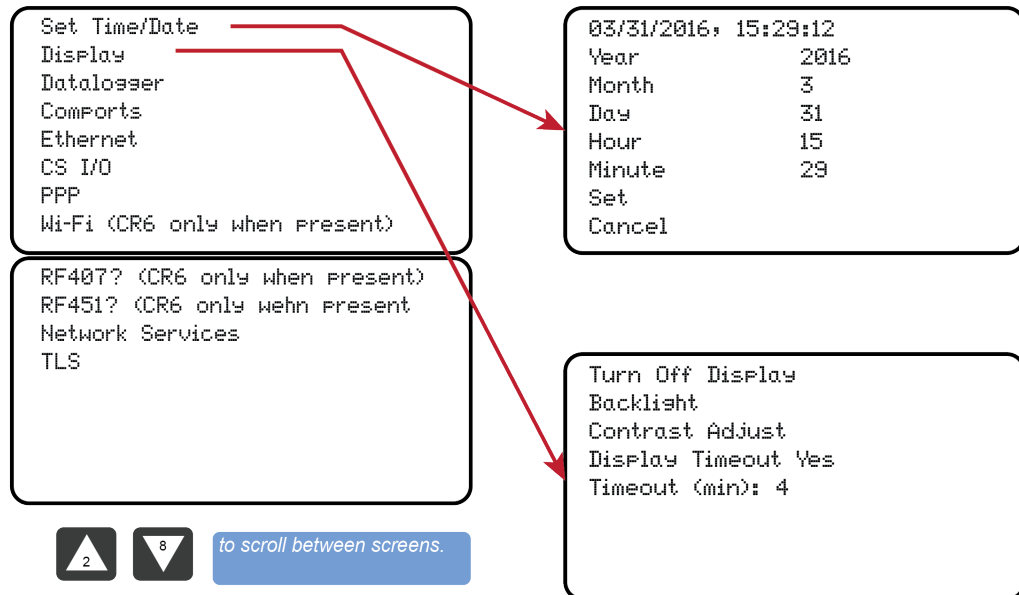 Set Time/Date
Display
Datalogger
Comports
Ethernet
CS I/O
PPP
Wi-Fi (CR6 only when present)
RF407? (CR6 only when present)
RF451? (CR6 only wehn present
Network Services
TLS
2
8
to scroll between screens.
03/31/2016, 15:29:12
Year 2016
Month 3
Day 31
Hour 15
Minute 29
Set
Cancel
Turn Off Display
Backlight
Contrast Adjust
Display Timeout Yes
Timeout (min): 4